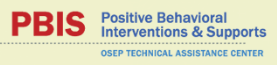 PBIS
Positive Behavioral
Interventions & Supports
OSEP TECHNICAL ASSISTANCE CENTER